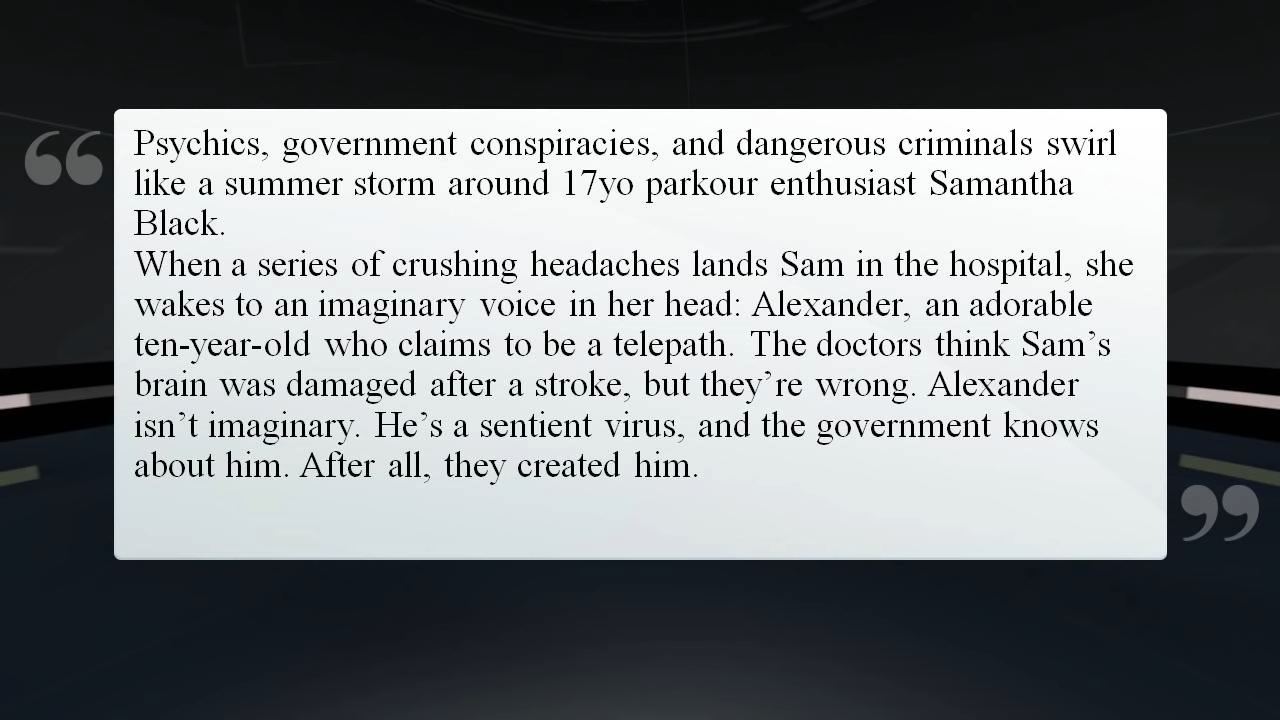 “
Psychics, government conspiracies, and dangerous criminals swirl
like a summer storm around 17yo parkour enthusiast Samantha
Black.
When a series of crushing headaches lands Sam in the hospital, she
wakes to an imaginary voice in her head: Alexander, an adorable
ten-year-old who claims to be a telepath. The doctors think Sam’s
brain was damaged after a stroke, but they’re wrong. Alexander
isn’t imaginary. He’s a sentient virus, and the government knows
about him. After all, they created him.
”